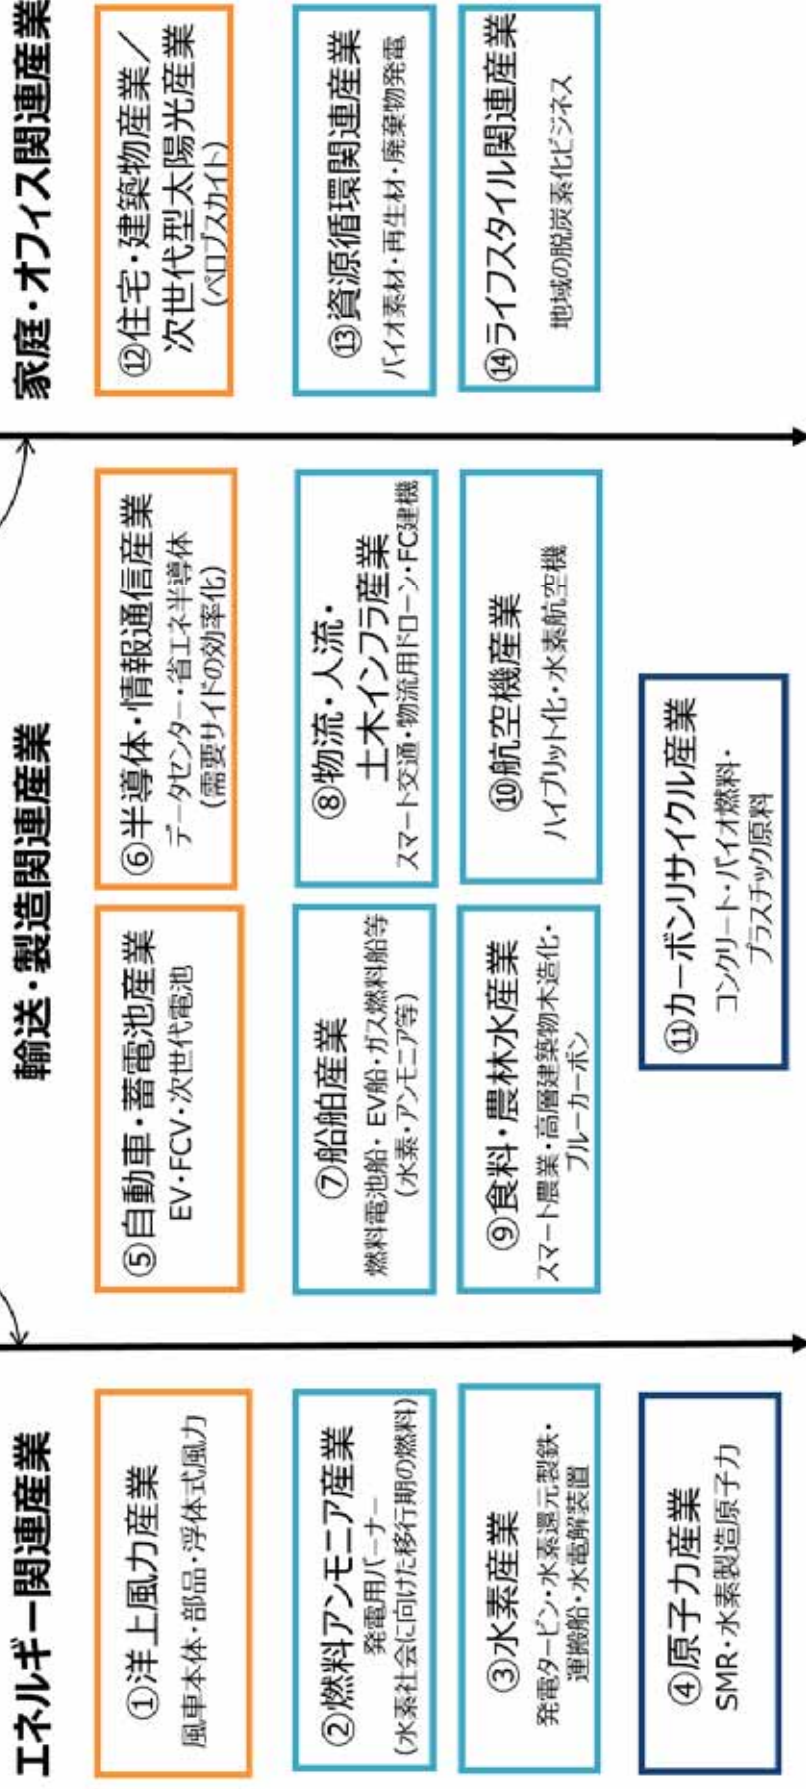 エネルギー関連産業
①洋上風力産業
風車本体・部品・浮体式風力
②燃料アンモニア産業
発電用バーナー
(水素社会に向けた移行期の燃料)
③水素産業
発電タービン・水素還元製鉄・
運搬船・水電解装置
④原子力産業
SMR・水素製造原子力
輸送・製造関連産業
⑤自動車・蓄電池産業
EV・FCV・次世代電池
⑥半導体・情報通信産業
データセンター・省エネ半導体
(需要サイドの効率化)
⑦船舶産業
燃料電池船・EV船・ガス燃料船等
(水素・アンモニア等)
⑧物流・人流・
土木インフラ産業
スマート交通・物流用ドローン・FC建機
⑨食料・農林水産業
スマート農業・高層建築物木造化・
ブルーカーボン
⑩航空機産業
ハイブリット化・水素航空機
⑪カーボンリサイクル産業
コンクリート・バイオ燃料・
プラスチック原料
家庭・オフィス関連産業
⑫住宅・建築物産業／
次世代型太陽光産業
(ペロブスカイト)
⑬資源循環関連産業
バイオ素材・再生材・廃棄物発電
⑭ライフスタイル関連産業
地域の脱炭素化ビジネス